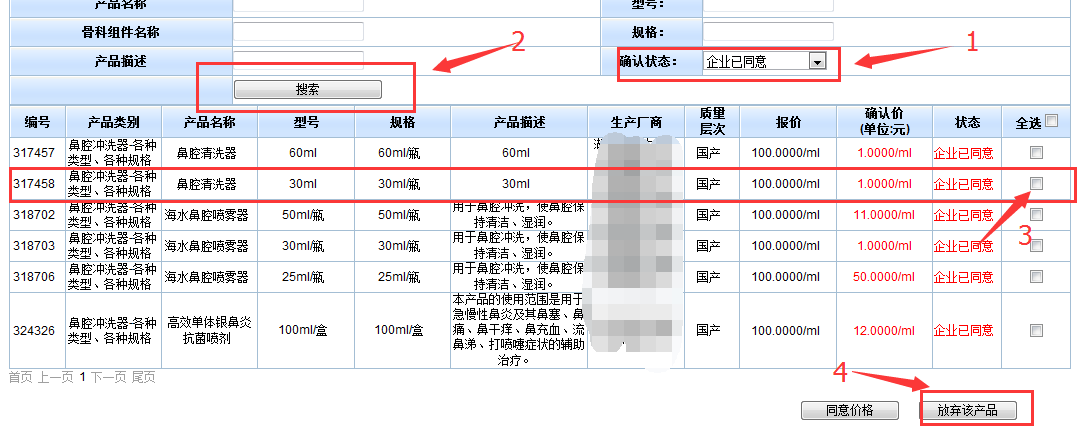 产品名称 型号：
骨科组件名称 规格：
2 1
产品描述 确认状态： 企业已同意
搜索
编号 产品类别 产品名称 型号 规格 产品描述 生产厂商 质量层次 报价 确认价(单位:元) 状态 全选
317457 鼻腔冲洗器-各种类型、各种规格 鼻腔清洗器 60ml 60ml/瓶 60ml 国产 100.0000/ml 1.0000/ml 企业已同意
317458 鼻腔冲洗器-各种类型、各种规格 鼻腔清洗器 30ml 30ml/瓶 30ml 国产 100.0000/ml 1.0000/ml 企业已同意
318702 鼻腔冲洗器-各种类型、各种规格 海水鼻腔喷雾器 50ml/瓶 50ml/瓶 用于鼻腔冲洗，使鼻腔保持清洁、湿润。 国产 100.0000/ml 11.0000/ml 企业已同意
3
318703 鼻腔冲洗器-各种类型、各种规格 海水鼻腔喷雾器 30ml/瓶 30ml/瓶 用于鼻腔冲洗，使鼻腔保持清洁、湿润。 国产 100.0000/ml 1.0000/ml 企业已同意
318706 鼻腔冲洗器-各种类型、各种规格 海水鼻腔喷雾器 25ml/瓶 25ml/瓶 用于鼻腔冲洗，使鼻腔保持清洁、湿润。 国产 100.0000/ml 50.0000/ml 企业已同意
324326 鼻腔冲洗器-各种类型、各种规格 高效单体银鼻炎抗菌喷剂 100ml/盒 100ml/盒 本产品的使用范围是用于急慢性鼻炎及其鼻塞、鼻痛、鼻干痒、鼻充血、流鼻涕、打喷嚏症状的辅助治疗。 国产 100.0000/ml 12.0000/ml 企业已同意
首页 上一页 1 下一页 尾页
4
同意价格 放弃该产品